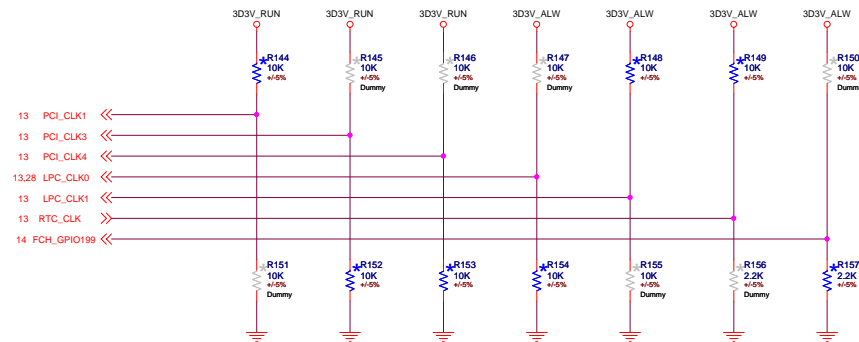 3D3V_RUN 3D3V_RUN 3D3V_RUN 3D3V_ALW 3D3V_ALW 3D3V_ALW 3D3V_ALW
*R144 *R145 *R146 *R147 *R148 *R149 *R150
10K 10K 10K 10K 10K 10K 10K
+/-5% +/-5% +/-5% +/-5% +/-5% +/-5% +/-5%
Dummy Dummy Dummy Dummy
13 PCI_CLK1
13 PCI_CLK3
13 PCI_CLK4
13,28 LPC_CLK0
13 LPC_CLK1
13 RTC_CLK
14 FCH_GPIO199
*R151 *R152 *R153 *R154 *R155 *R156 *R157
10K 10K 10K 10K 10K 2.2K 2.2K
+/-5% +/-5% +/-5% +/-5% +/-5% +/-5% +/-5%
Dummy Dummy Dummy